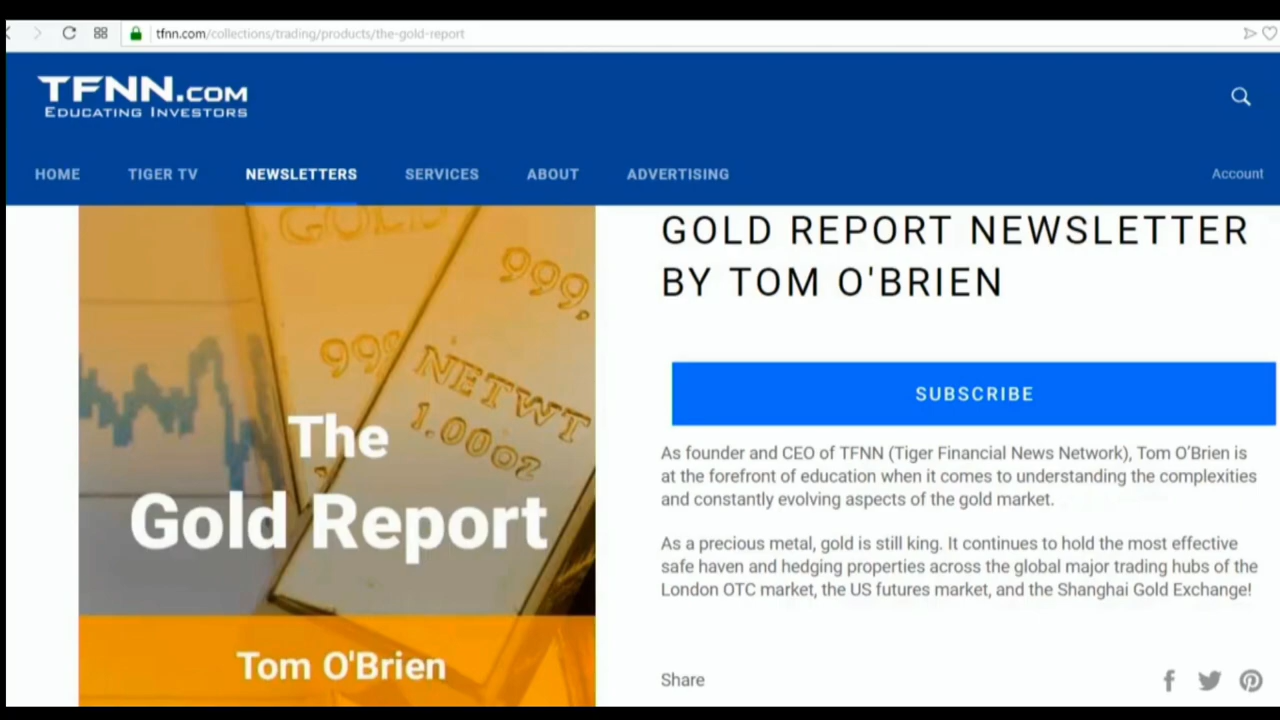 tfnn.com/collections/trading/products/the-gold-report
TFNN.COM
EDUCATING INVESTORS
HOME TIGER TV NEWSLETTERS SERVICES ABOUT ADVERTISING Account
GOLD
999.
999
NETWT
1.00oz
The
Gold Report
Tom O'Brien
GOLD REPORT NEWSLETTER
BY TOM O'BRIEN
SUBSCRIBE
As founder and CEO of TFNN (Tiger Financial News Network), Tom O'Brien is
at the forefront of education when it comes to understanding the complexities
and constantly evolving aspects of the gold market.
As a precious metal, gold is still king. It continues to hold the most effective
safe haven and hedging properties across the global major trading hubs of the
London OTC market, the US futures market, and the Shanghai Gold Exchange!
Share